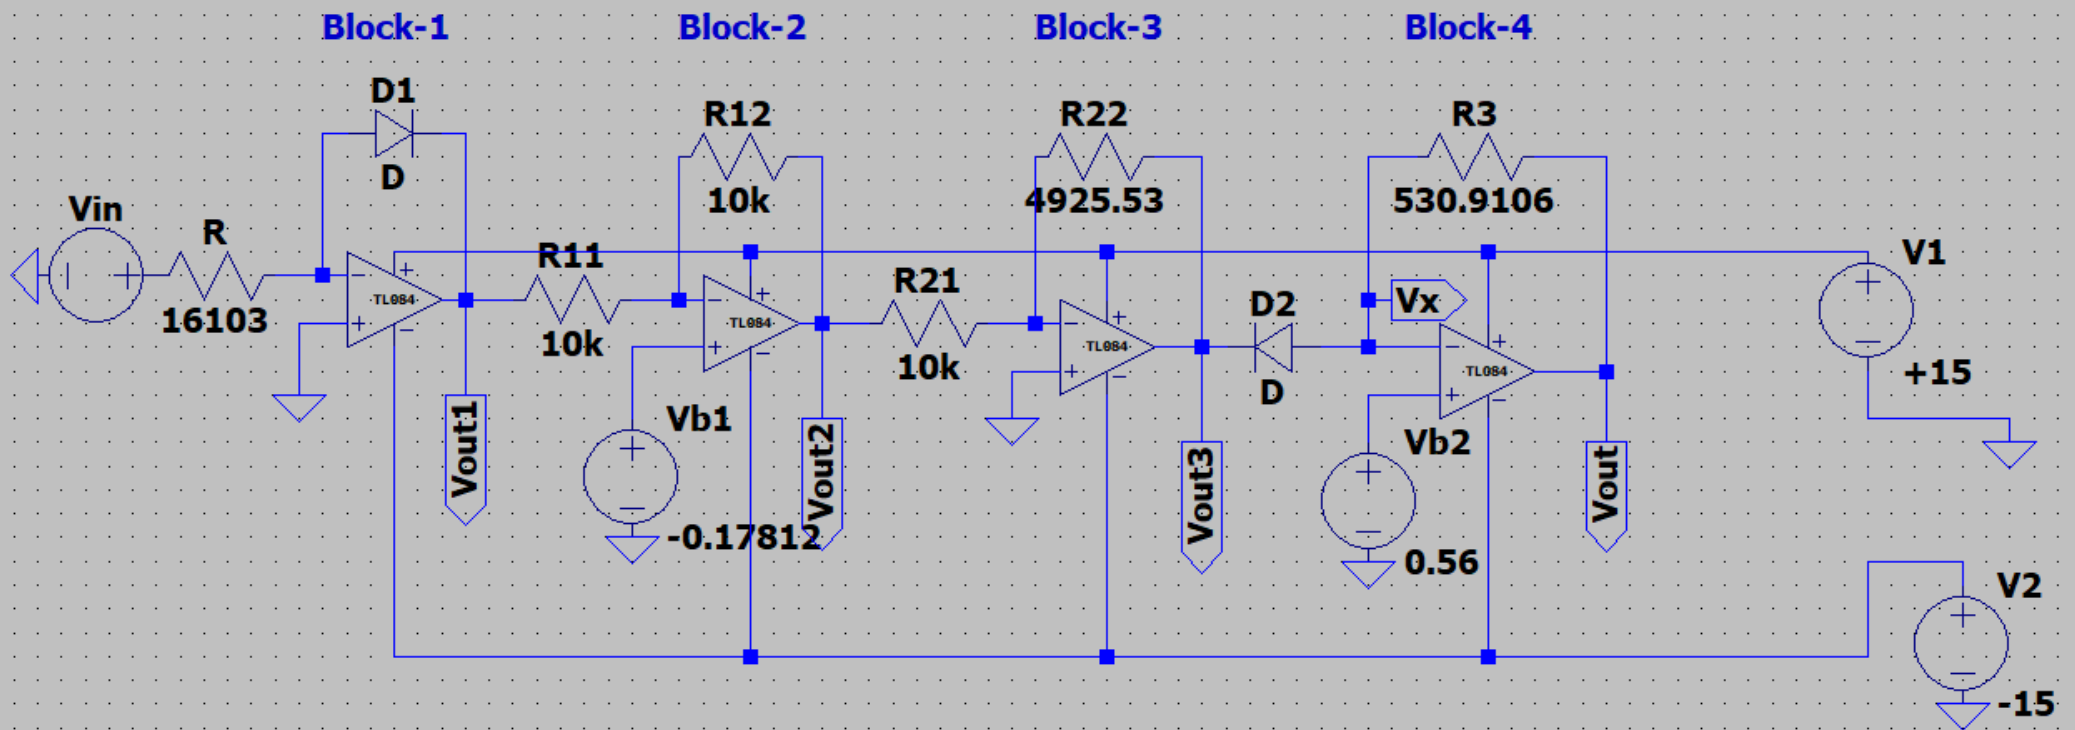 Block-1
Block-2
Block-3
Block-4
D1
D
R12
10k
R22
4925.53
R3
530.9106
Vin
R
16103
TL084
Vout1
R11
10k
TL084
Vb1
-0.17812
Vout2
R21
10k
TL084
Vout3
D2
D
Vx
TL084
Vb2
0.56
Vout
V1
+15
V2
-15